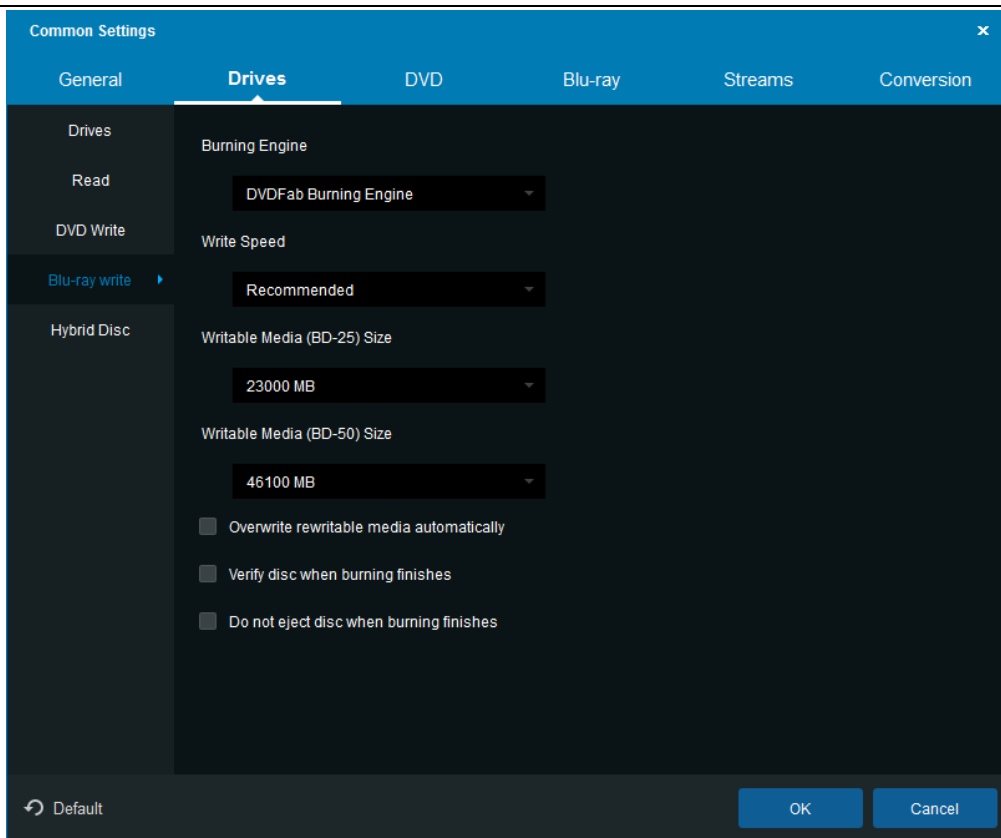 Common Settings
x
General Drives DVD Blu-ray Streams Conversion
Drives
Read
DVD Write
Blu-ray write
Hybrid Disc
Burning Engine
DVDFab Burning Engine
Write Speed
Recommended
Writable Media (BD-25) Size
23000 MB
Writable Media (BD-50) Size
46100 MB
Overwrite rewritable media automatically
Verify disc when burning finishes
Do not eject disc when burning finishes
Default
OK
Cancel